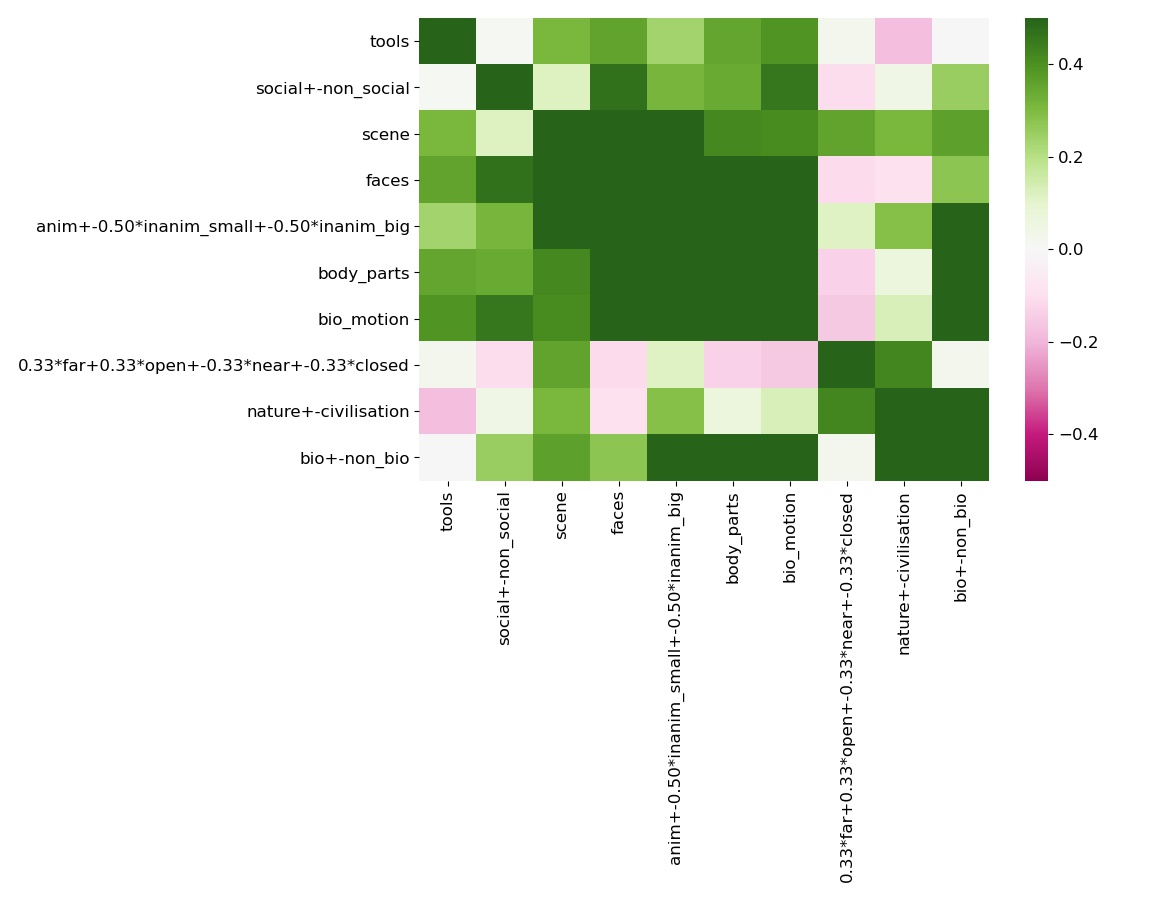 tools
social+-non_social
scene
faces
anim+-0.50*inanim_small+-0.50*inanim_big
body_parts
bio_motion
0.33*far+0.33*open+-0.33*near+-0.33*closed
nature+-civilisation
bio+-non_bio
tools
social+-non_social
scene
faces
anim+-0.50*inanim_small+-0.50*inanim_big
body_parts
bio_motion
0.33*far+0.33*open+-0.33*near+-0.33*closed
nature+-civilisation
bio+-non_bio
0.4
0.2
0.0
−0.2
−0.4